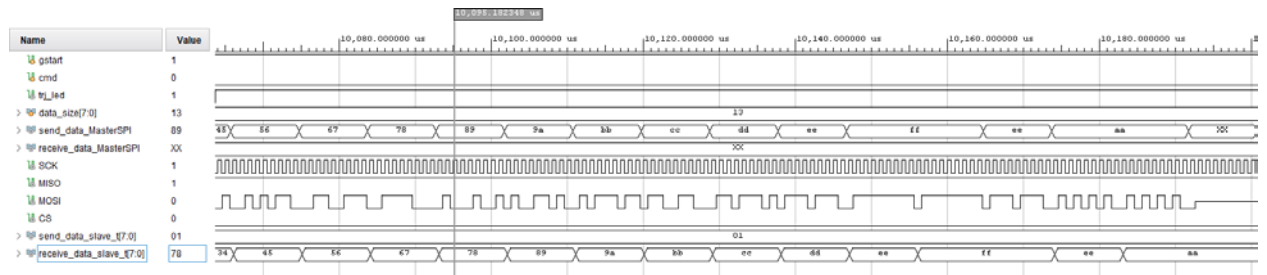 10,095.182348 us
Name Value 10,080.000000 us 10,100.000000 us 10,120.000000 us 10,140.000000 us 10,160.000000 us 10,180.000000 us
gstart 1
cmd 0
trj_led 1
data_size[7:0] 13 13
send_data_MasterSPI 89 45 56 67 78 89 9a bb cc dd ee ff ee aa XX
receive_data_MasterSPI XX XX
SCK 1
MISO 1
MOSI 0
CS 0
send_data_slave_t[7:0] 01 01
receive_data_slave_t[7:0] 78 34 45 56 67 78 89 9a bb cc dd ee ff ee aa